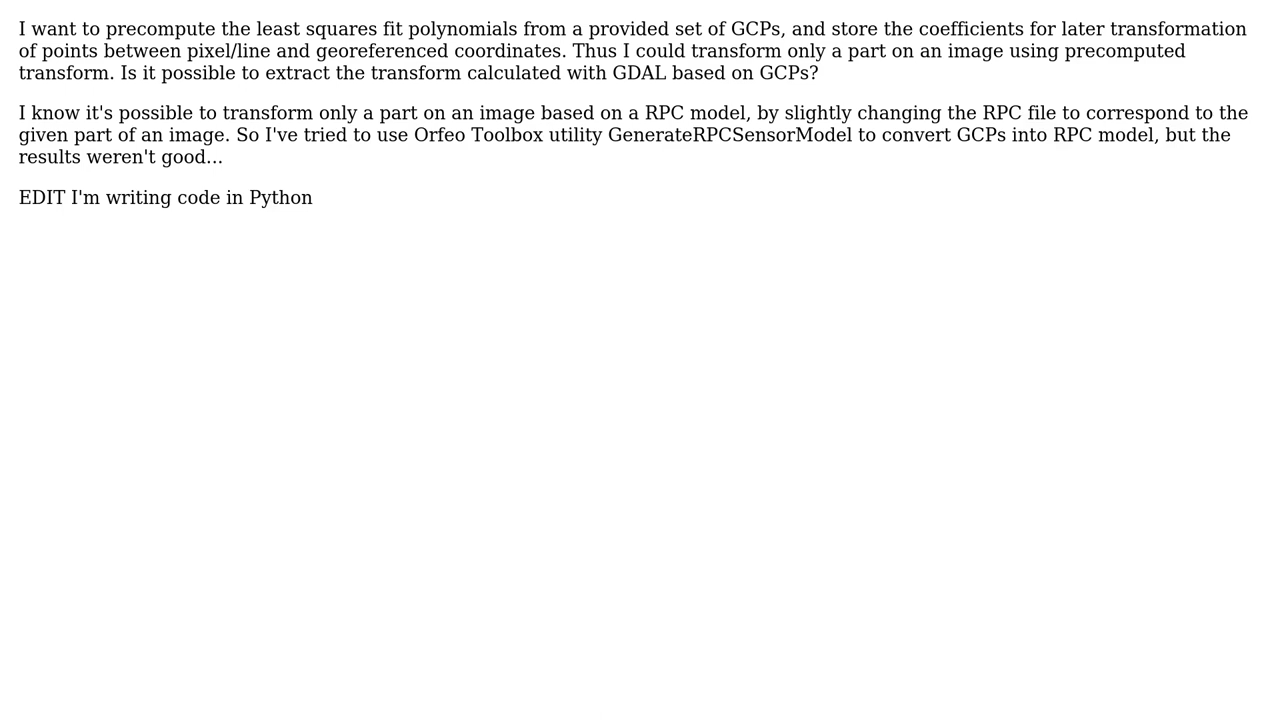 I want to precompute the least squares fit polynomials from a provided set of GCPs, and store the coefficients for later transformation
of points between pixel/line and georeferenced coordinates. Thus I could transform only a part on an image using precomputed
transform. Is it possible to extract the transform calculated with GDAL based on GCPs?
I know it's possible to transform only a part on an image based on a RPC model, by slightly changing the RPC file to correspond to the
given part of an image. So I've tried to use Orfeo Toolbox utility GenerateRPCSensorModel to convert GCPs into RPC model, but the
results weren't good...
EDIT I'm writing code in Python